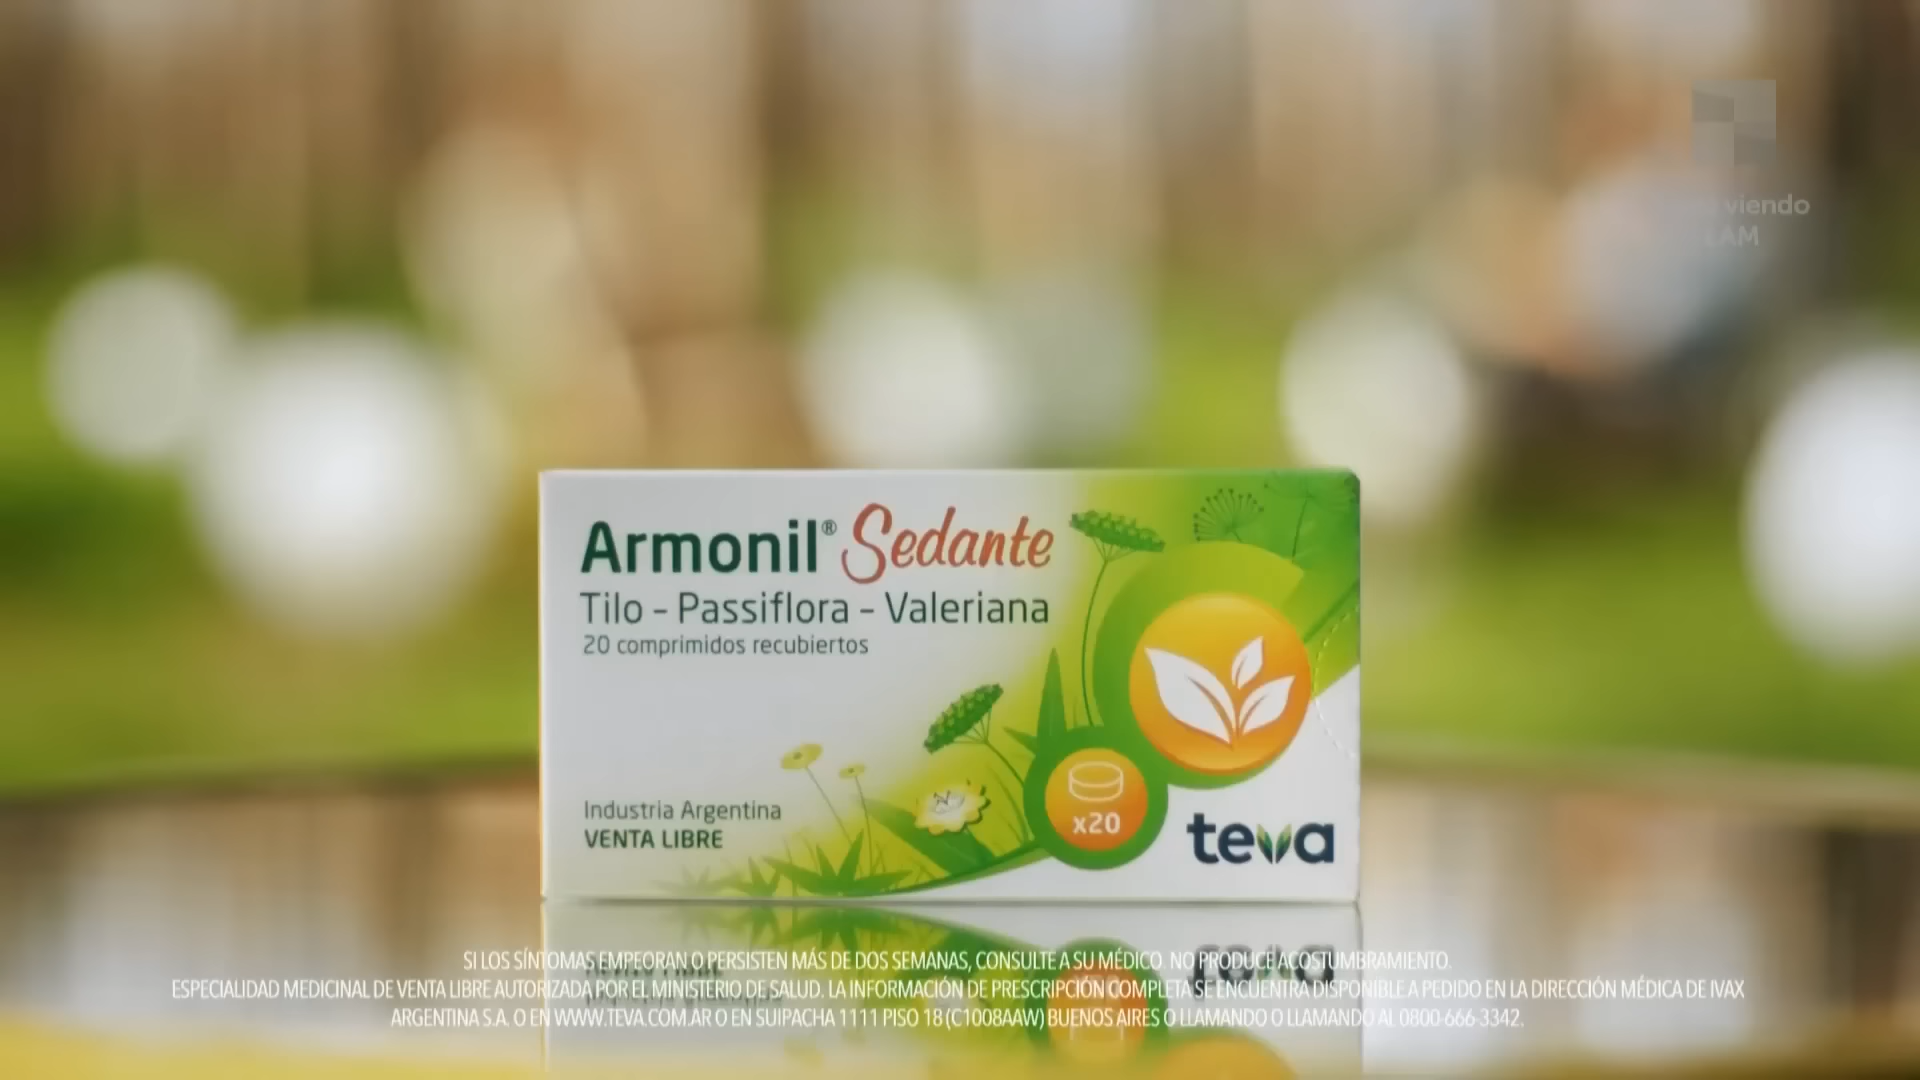 viendo
LAM
Armonil® Sedante
Tilo – Passiflora – Valeriana
20 comprimidos recubiertos
x20
Industria Argentina
VENTA LIBRE
teva
SI LOS SÍNTOMAS EMPEORAN O PERSISTEN MÁS DE DOS SEMANAS, CONSULTE A SU MÉDICO. NO PRODUCE ACOSTUMBRAMIENTO.
ESPECIALIDAD MEDICINAL DE VENTA LIBRE AUTORIZADA POR EL MINISTERIO DE SALUD. LA INFORMACIÓN DE PRESCRIPCIÓN COMPLETA SE ENCUENTRA DISPONIBLE A PEDIDO EN LA DIRECCIÓN MÉDICA DE IVAX
ARGENTINA S.A. O EN WWW.TEVA.COM.AR O EN SUIPACHA 1111 PISO 18 (C1008AAW) BUENOS AIRES O LLAMANDO O LLAMANDO AL 0800-666-3342.